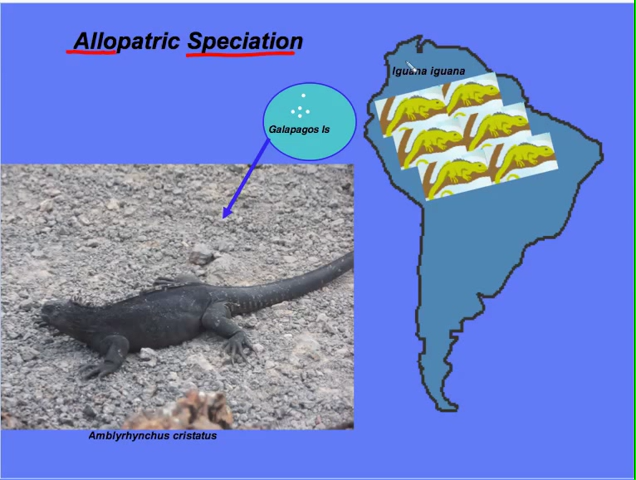 Allopatric Speciation
Iguana iguana
Galapagos Is
Amblyrhynchus cristatus